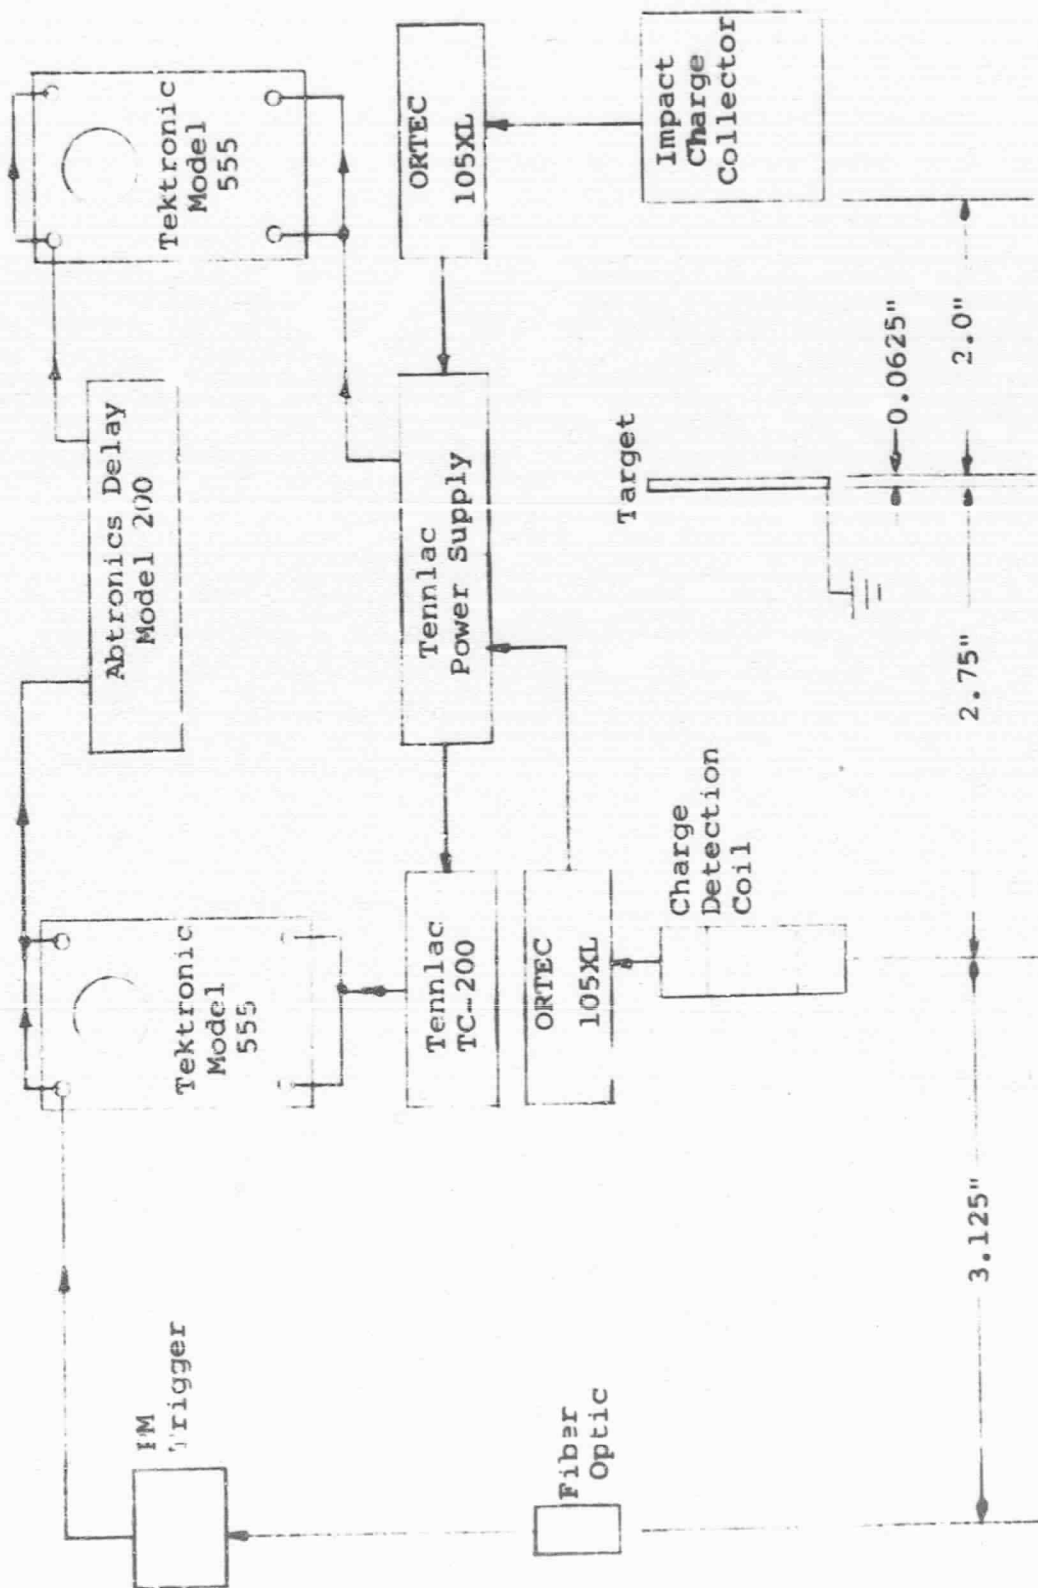 Tektronic
Model
555
Abtronics Delay
Model 200
Tektronic
Model
555
Trigger
ORTEC
105XL
Tennlac
Power Supply
Tennlac
TC-200
ORTEC
105XL
Impact
Charge
Collector
Target
Charge
Detection
Coil
Fiber
Optic
0.0625"
2.0"
2.75"
3.125"